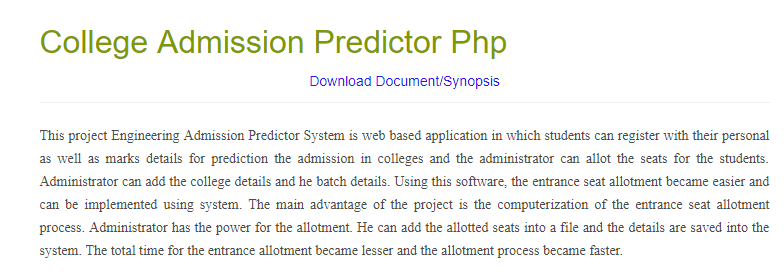 College Admission Predictor Php
Download Document/Synopsis
This project Engineering Admission Predictor System is web based application in which students can register with their personal
as well as marks details for prediction the admission in colleges and the administrator can allot the seats for the students.
Administrator can add the college details and he batch details. Using this software, the entrance seat allotment became easier and
can be implemented using system. The main advantage of the project is the computerization of the entrance seat allotment
process. Administrator has the power for the allotment. He can add the allotted seats into a file and the details are saved into the
system. The total time for the entrance allotment became lesser and the allotment process became faster.